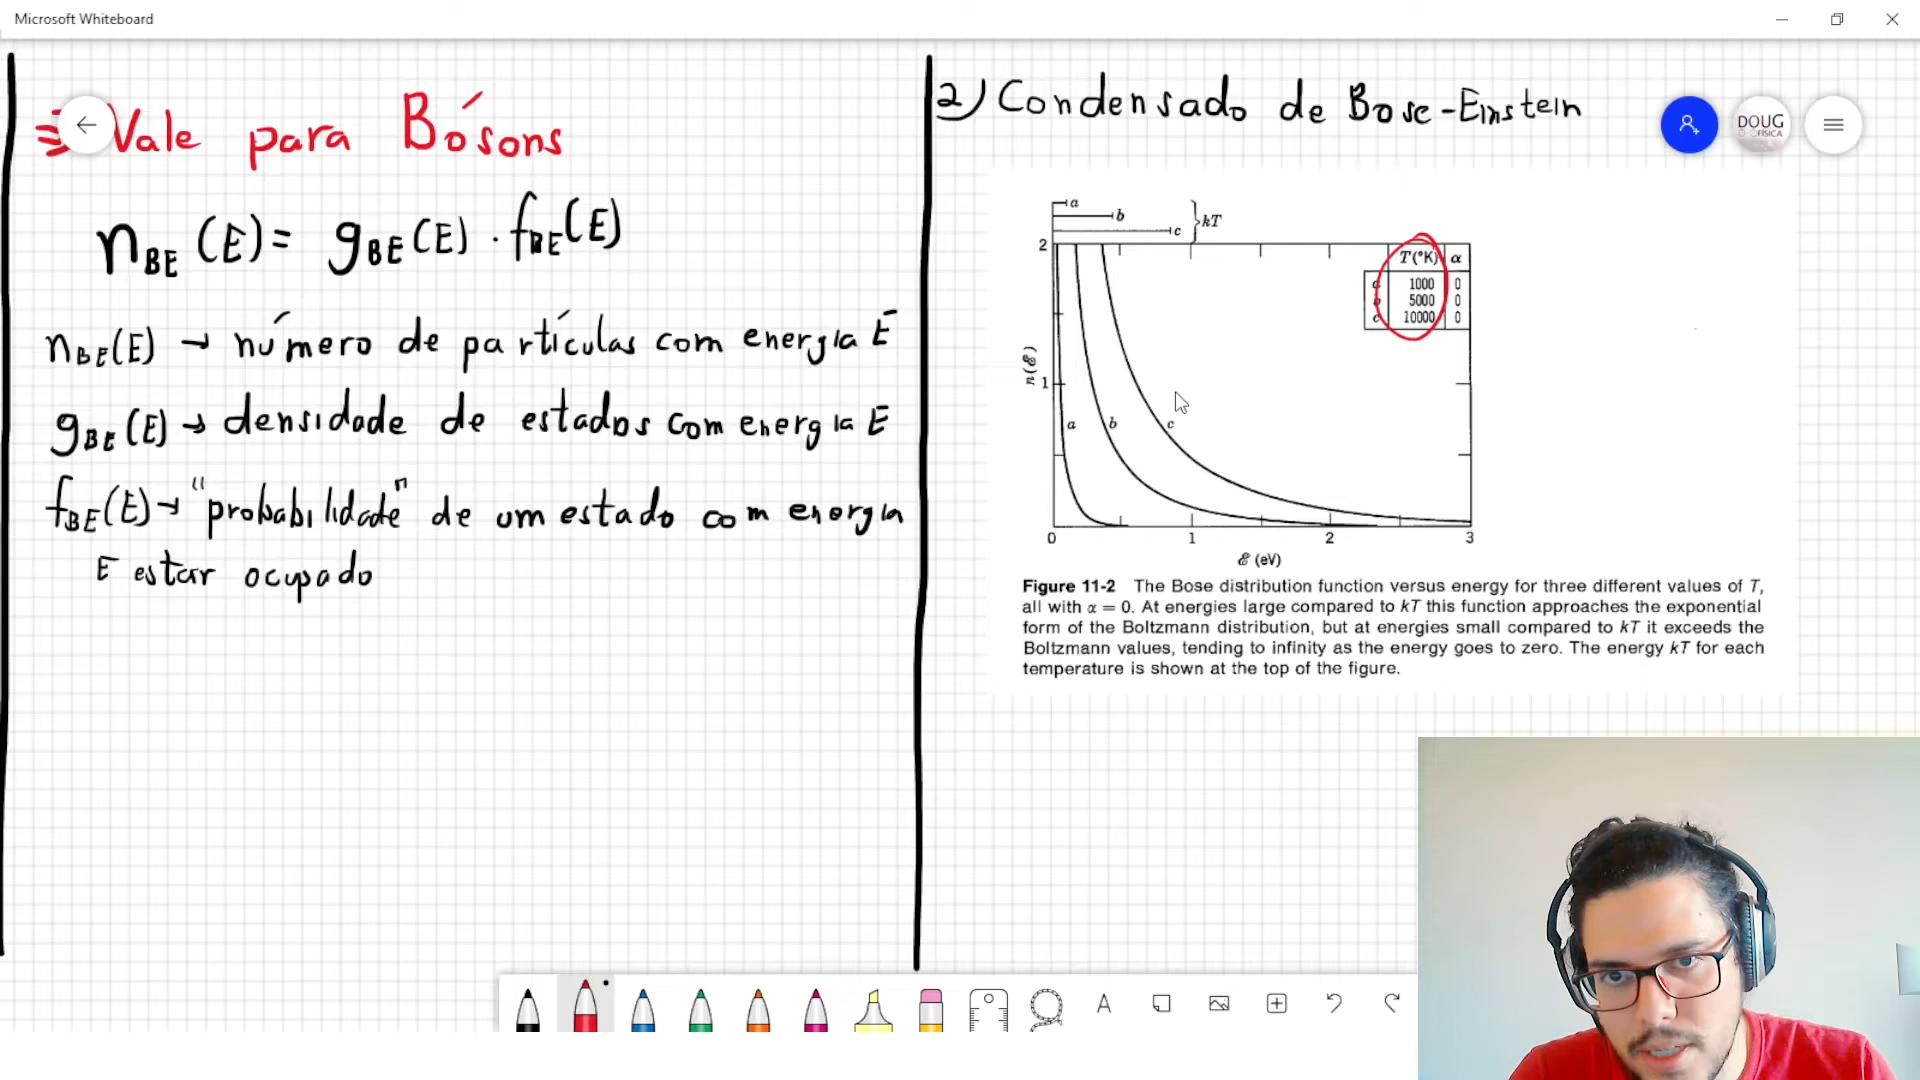 Microsoft Whiteboard
Vale para Bósons
n_BE (E) = g_BE (E) . f_BE (E)
n_BE (E) → número de partículas com energia E
g_BE (E) → densidade de estados com energia E
f_BE (E) → "probabilidade" de um estado com energia
E estar ocupado
2) Condensado de Bose-Einstein
DOUG
FÍSICA
a
b
c
kT
2
1
n(ℰ)
T(°K) α
a 1000 0
b 5000 0
c 10000 0
a b c
0 1 2 3
ℰ (eV)
Figure 11-2 The Bose distribution function versus energy for three different values of T,
all with α = 0. At energies large compared to kT this function approaches the exponential
form of the Boltzmann distribution, but at energies small compared to kT it exceeds the
Boltzmann values, tending to infinity as the energy goes to zero. The energy kT for each
temperature is shown at the top of the figure.